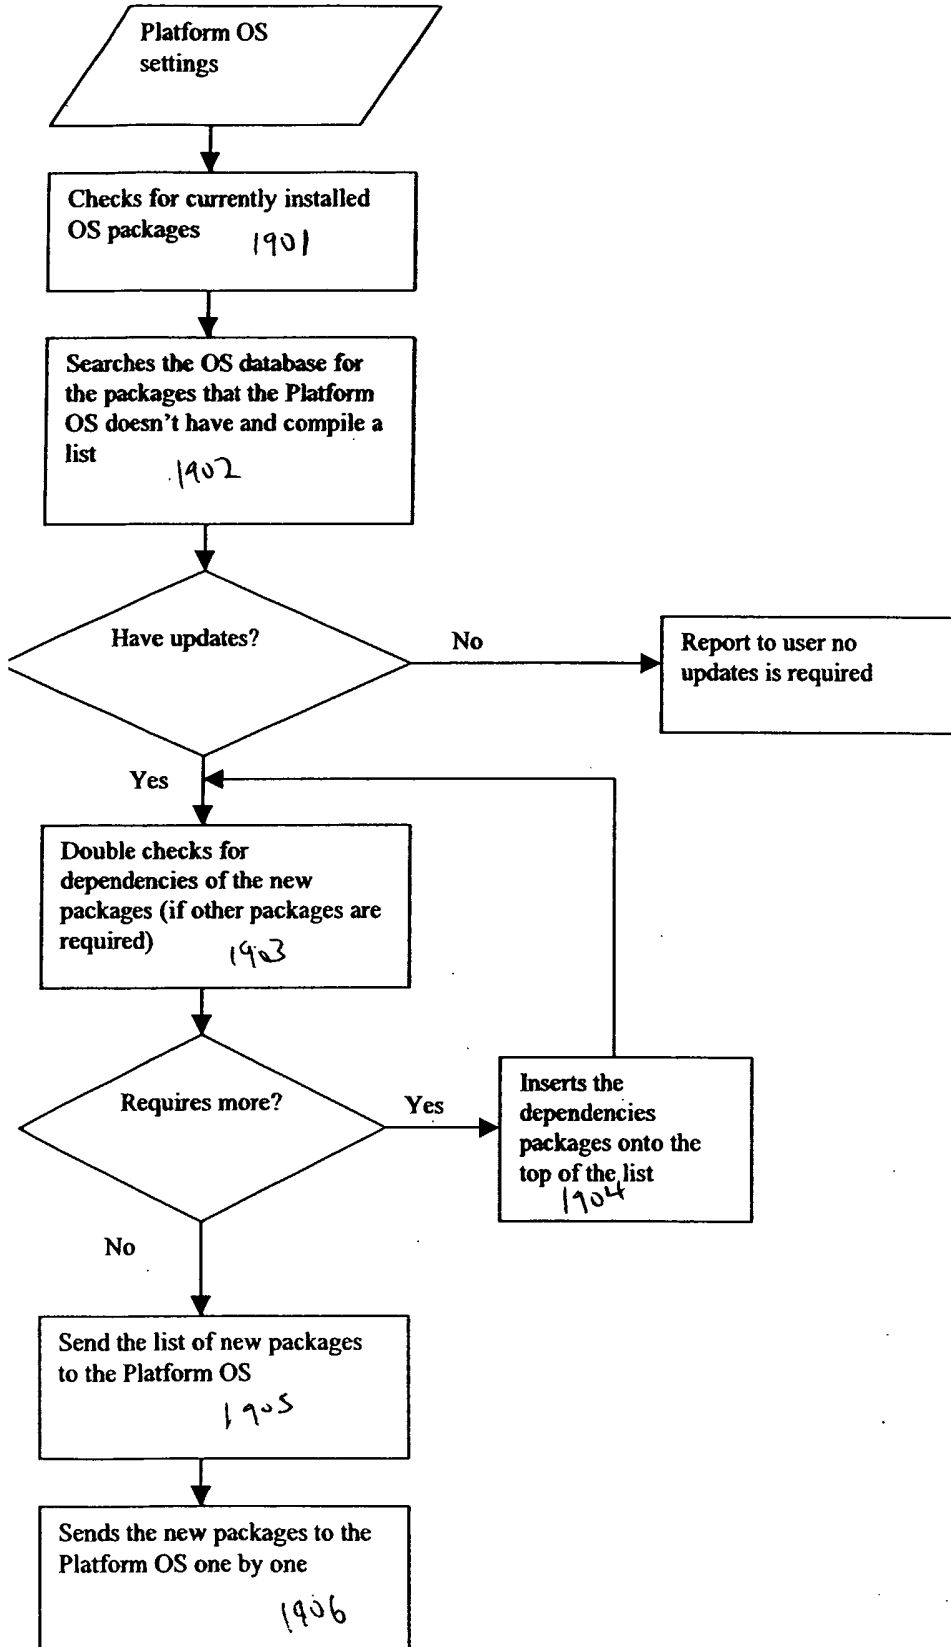 Platform OS
settings
Checks for currently installed
OS packages
1901
Searches the OS database for
the packages that the Platform
OS doesn't have and compile a
list
1902
Have updates?
No
Report to user no
updates is required
Yes
Double checks for
dependencies of the new
packages (if other packages are
required)
1903
Requires more?
Yes
Inserts the
dependencies
packages onto the
top of the list
1904
No
Send the list of new packages
to the Platform OS
1905
Sends the new packages to the
Platform OS one by one
1906